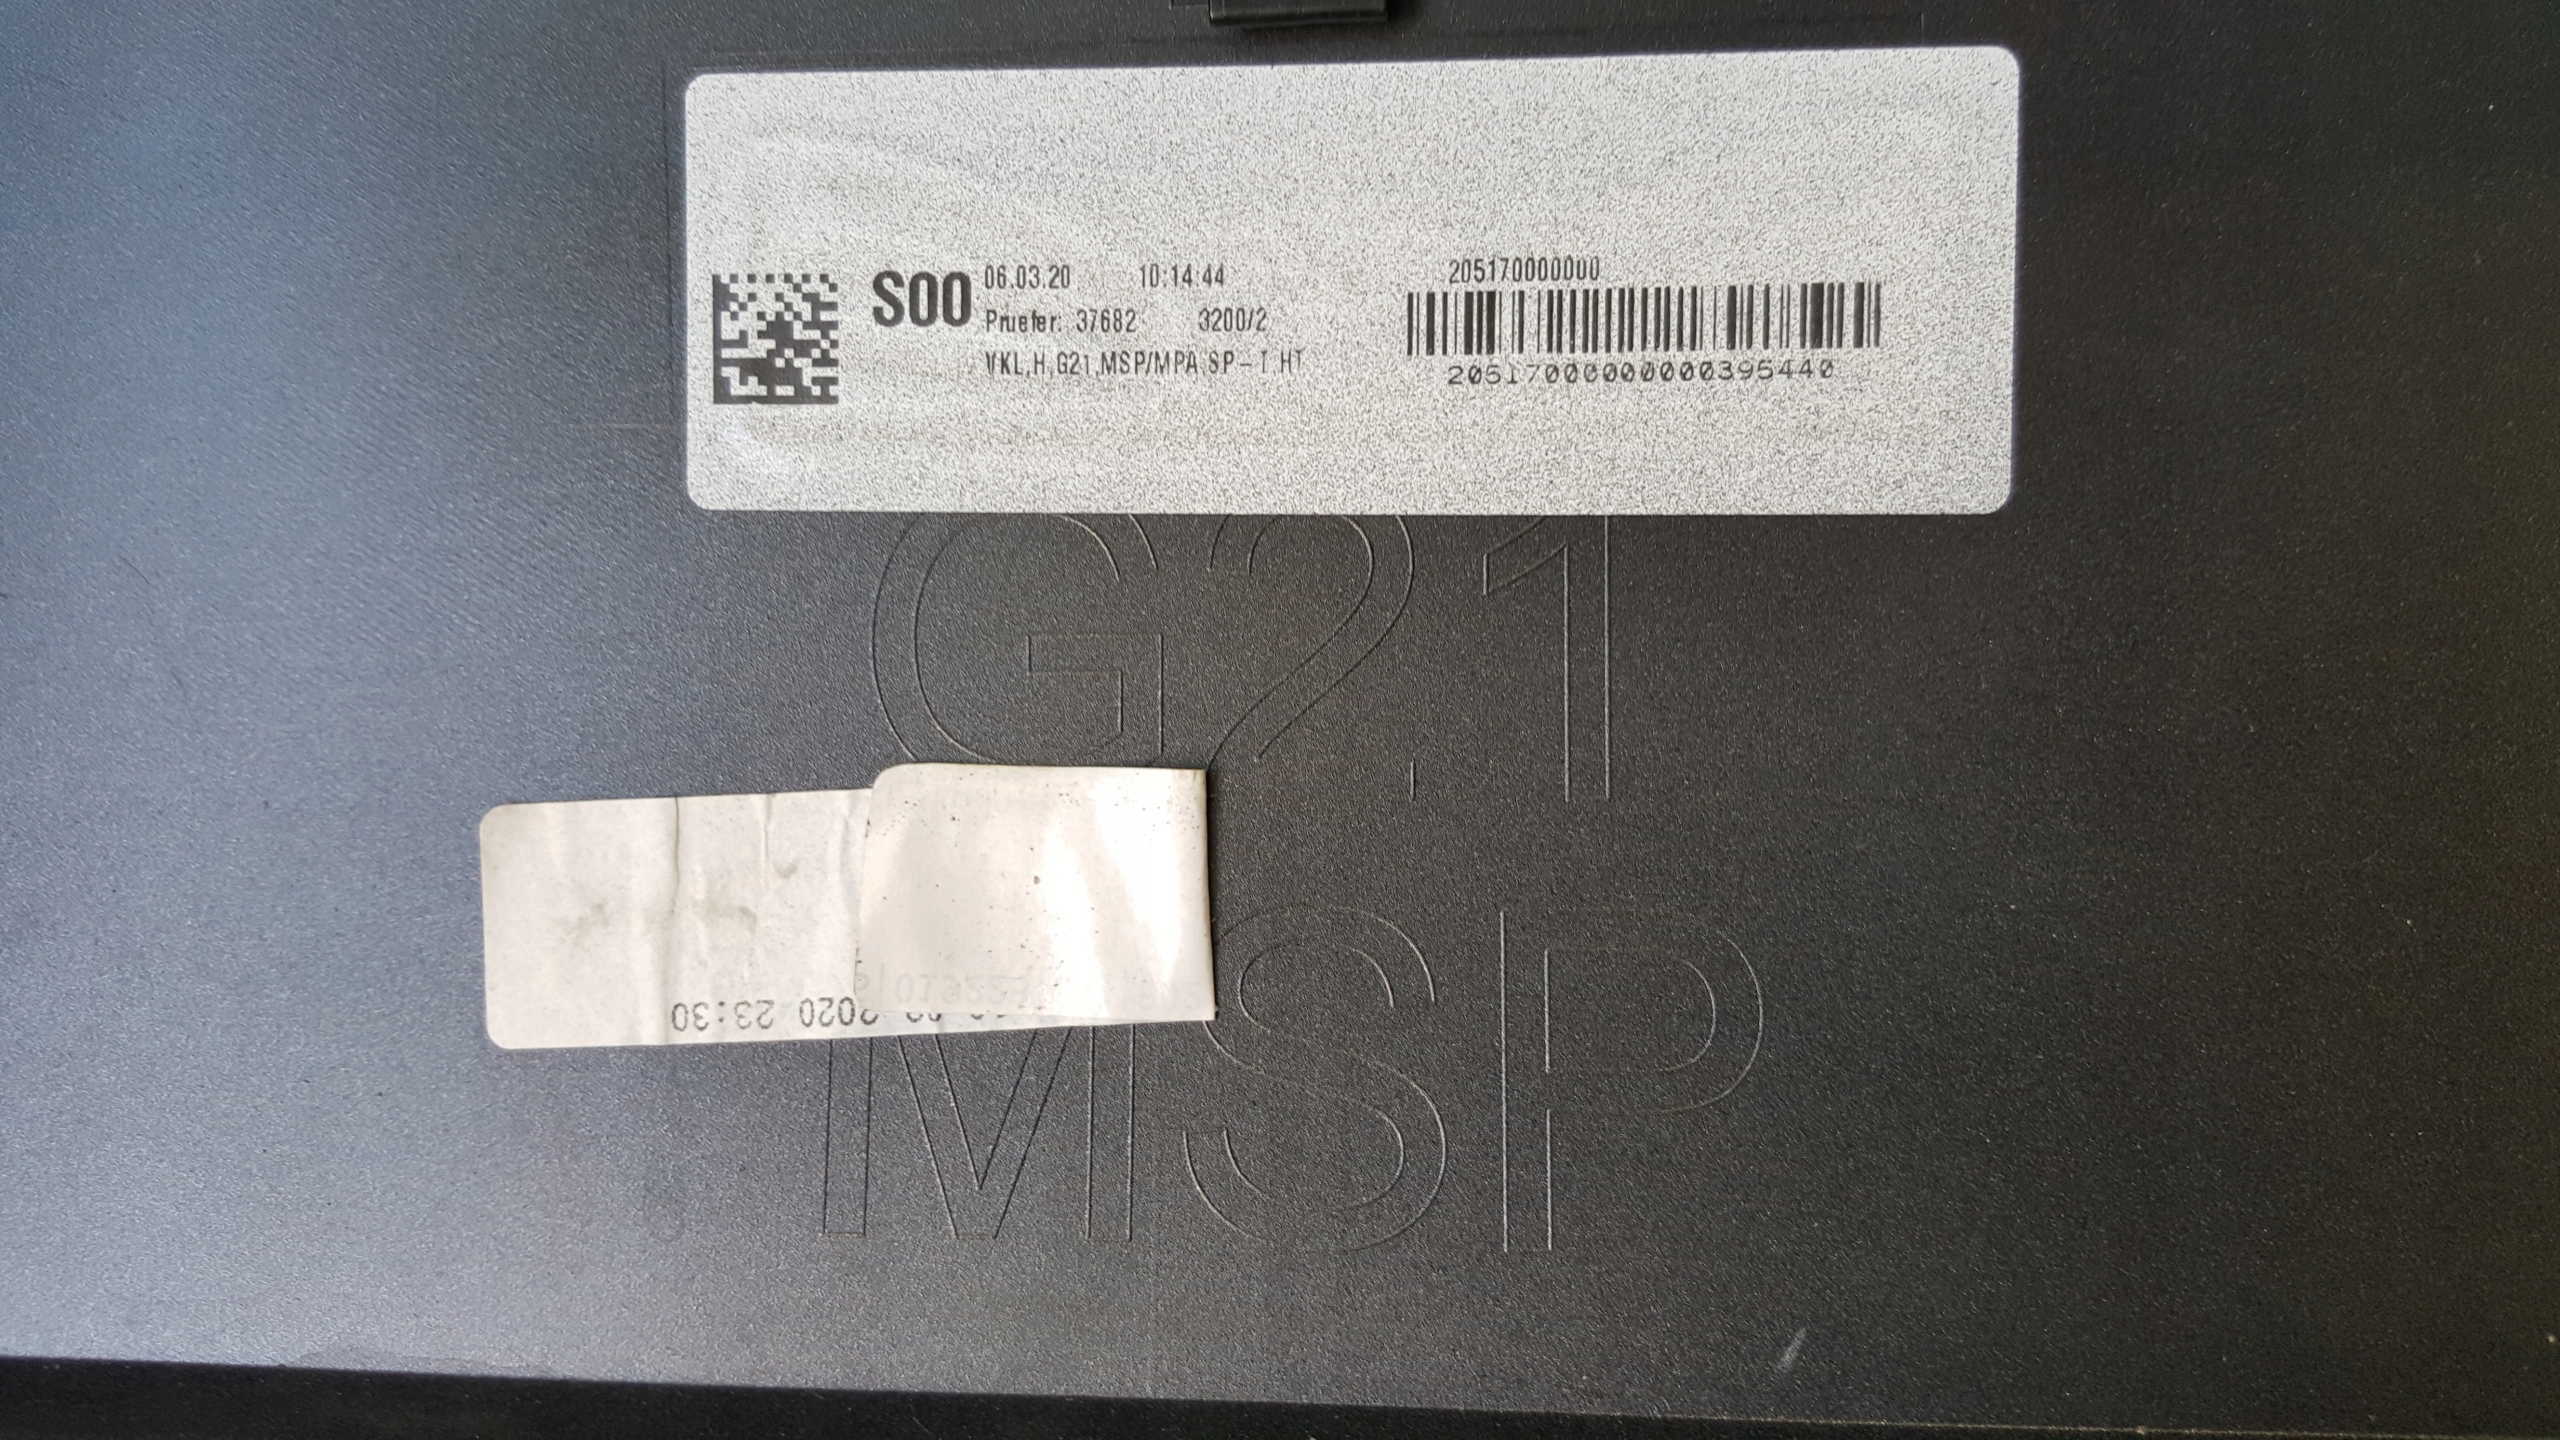 S00
06.03.20 10:14:44
Pruefer: 37682 3200/2
VKL,H,G21,MSP/MPA,SP-T HT
205170000000
205170000000000395440
G21
MSP
2020 23:30